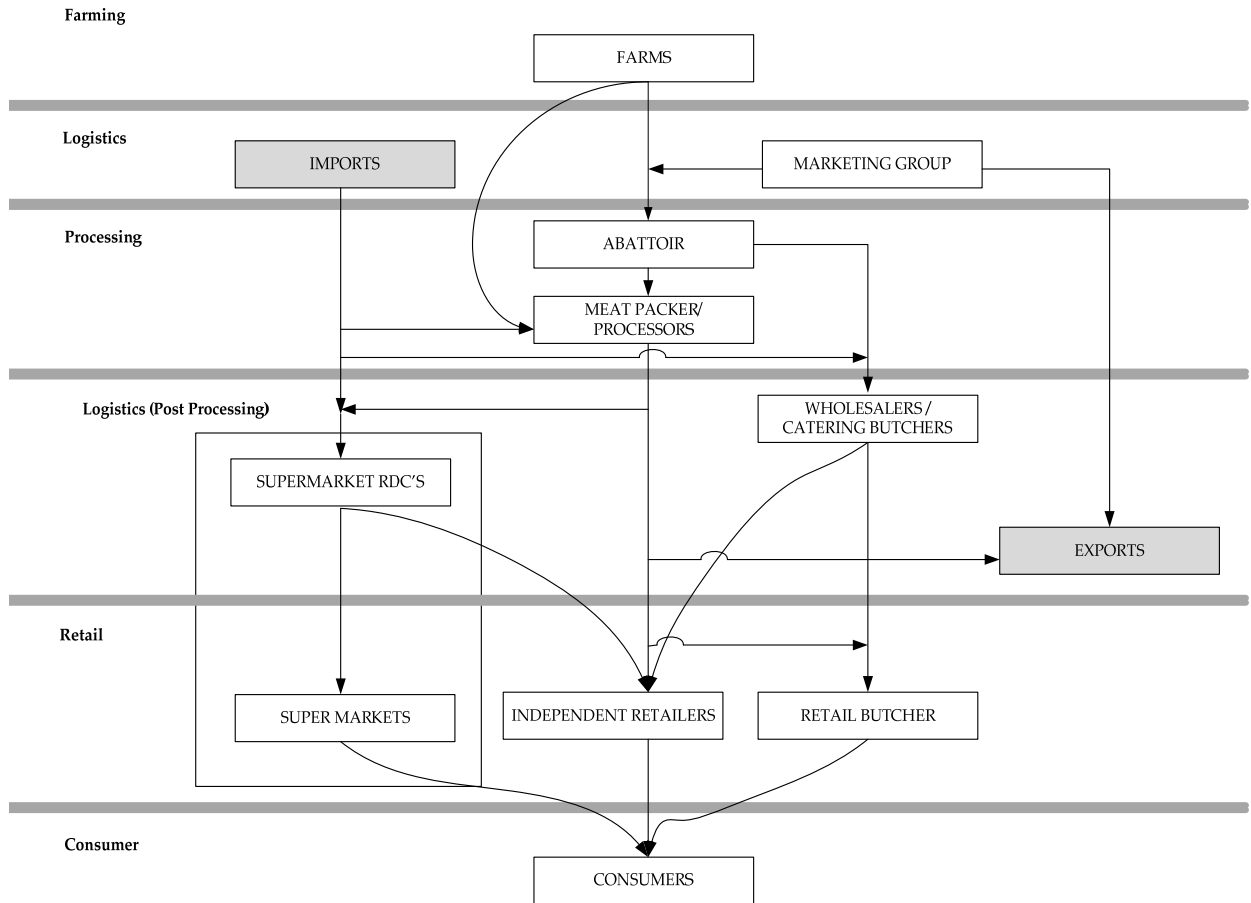 Farming
FARMS
Logistics
IMPORTS
MARKETING GROUP
Processing
ABATTOIR
MEAT PACKER/
PROCESSORS
Logistics (Post Processing)
WHOLESALERS /
CATERING BUTCHERS
SUPERMARKET RDC'S
EXPORTS
Retail
SUPER MARKETS
INDEPENDENT RETAILERS
RETAIL BUTCHER
Consumer
CONSUMERS